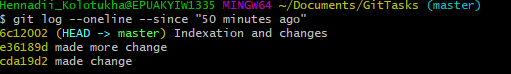 Hennadii_Kolotukha@EPUAKYIW1335 MINGW64 ~/Documents/GitTasks (master)
$ git log --oneline --since "50 minutes ago"
6c12002 (HEAD -> master) Indexation and changes
e36189d made more change
cda19d2 made change